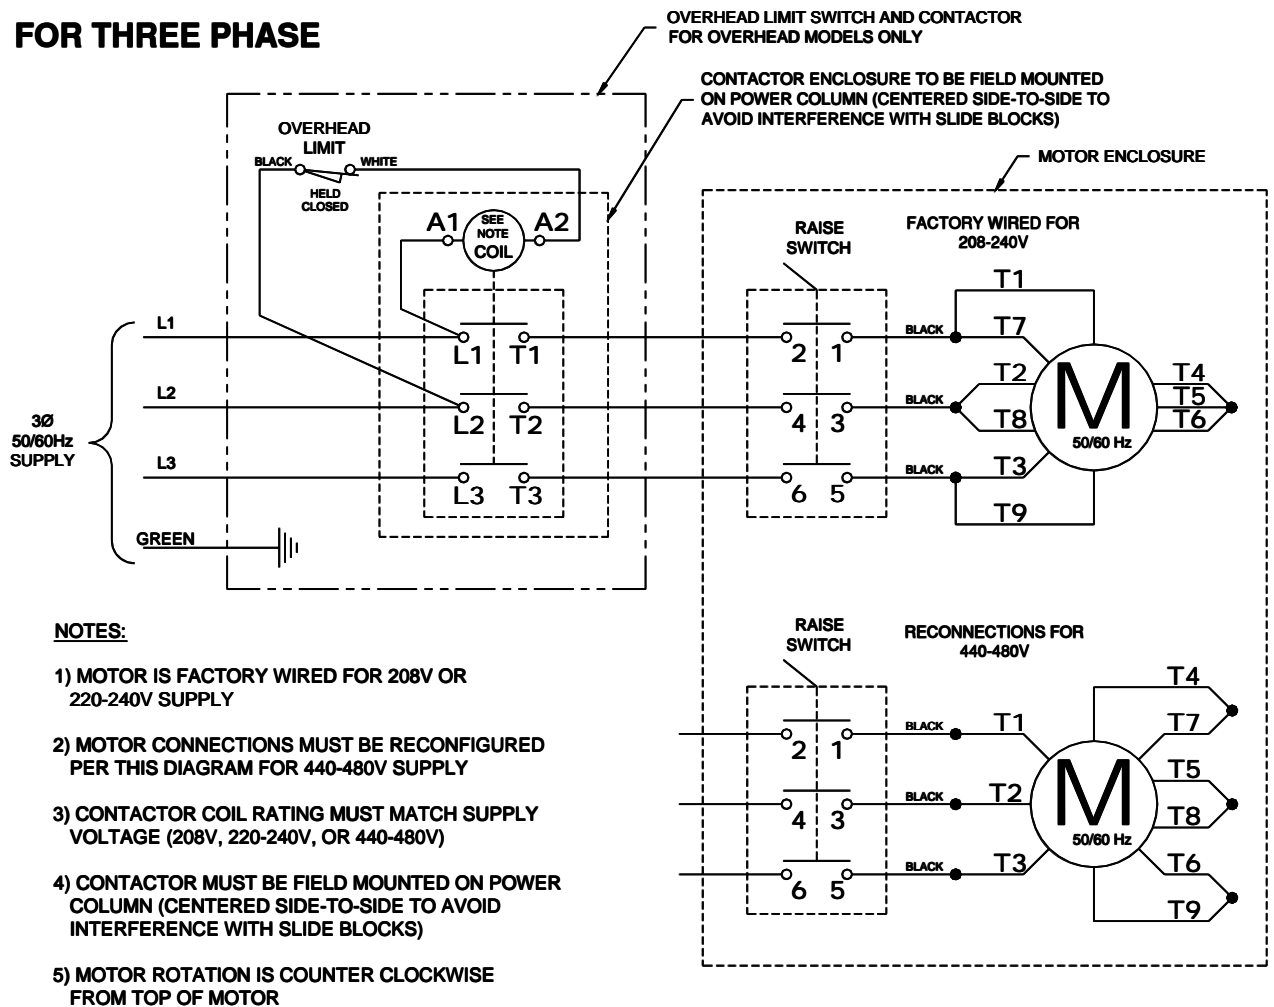 FOR THREE PHASE
OVERHEAD LIMIT SWITCH AND CONTACTOR
FOR OVERHEAD MODELS ONLY
CONTACTOR ENCLOSURE TO BE FIELD MOUNTED
ON POWER COLUMN (CENTERED SIDE-TO-SIDE TO
AVOID INTERFERENCE WITH SLIDE BLOCKS)
MOTOR ENCLOSURE
OVERHEAD
LIMIT
BLACK
WHITE
HELD
CLOSED
A1
SEE
NOTE
COIL
A2
RAISE
SWITCH
FACTORY WIRED FOR
208-240V
L1
L1
T1
2
1
BLACK
T1
T7
L2
L2
T2
4
3
BLACK
T2
T8
M
50/60 Hz
T4
T5
T6
L3
L3
T3
6
5
BLACK
T3
T9
3Ø
50/60Hz
SUPPLY
GREEN
NOTES:
1) MOTOR IS FACTORY WIRED FOR 208V OR
220-240V SUPPLY
2) MOTOR CONNECTIONS MUST BE RECONFIGURED
PER THIS DIAGRAM FOR 440-480V SUPPLY
3) CONTACTOR COIL RATING MUST MATCH SUPPLY
VOLTAGE (208V, 220-240V, OR 440-480V)
4) CONTACTOR MUST BE FIELD MOUNTED ON POWER
COLUMN (CENTERED SIDE-TO-SIDE TO AVOID
INTERFERENCE WITH SLIDE BLOCKS)
5) MOTOR ROTATION IS COUNTER CLOCKWISE
FROM TOP OF MOTOR
RAISE
SWITCH
RECONNECTIONS FOR
440-480V
2
1
BLACK
T1
4
3
BLACK
T2
6
5
BLACK
T3
M
50/60 Hz
T4
T7
T5
T8
T6
T9